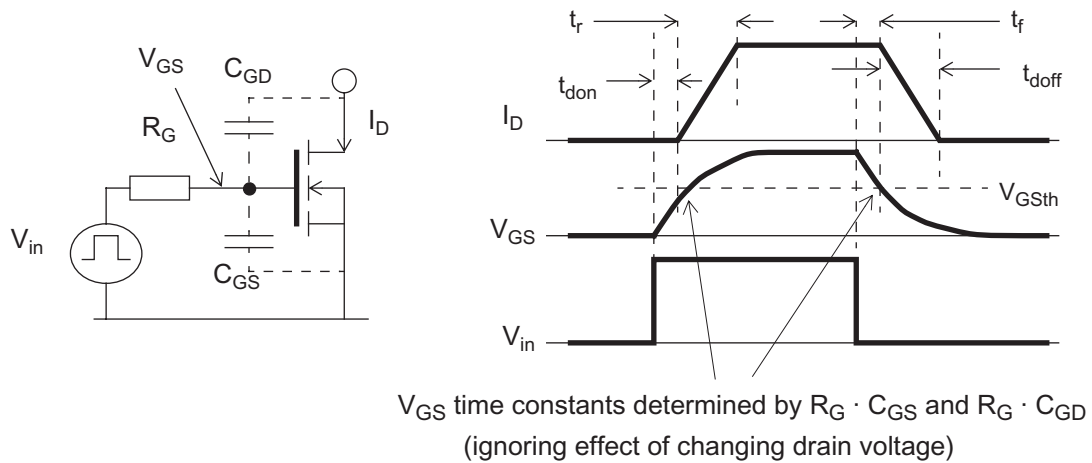 V_GS
C_GD
R_G
I_D
V_in
C_GS
t_r
t_f
t_don
t_doff
I_D
V_GSth
V_GS
V_in
V_GS time constants determined by R_G · C_GS and R_G · C_GD
(ignoring effect of changing drain voltage)